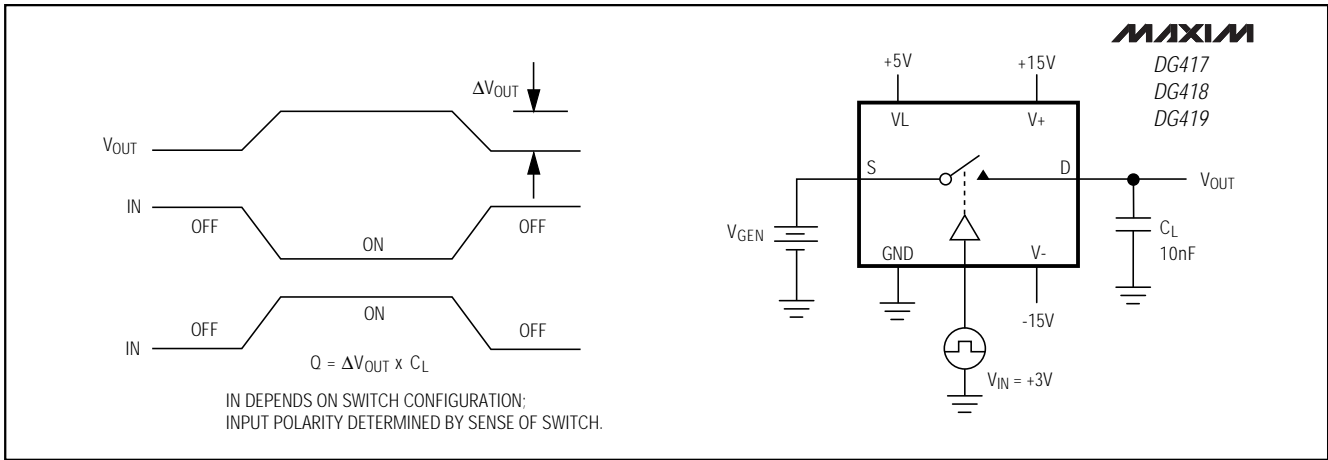 ΔVOUT
VOUT
IN
OFF
ON
OFF
IN
OFF
ON
OFF
Q = ΔVOUT x CL
IN DEPENDS ON SWITCH CONFIGURATION;
INPUT POLARITY DETERMINED BY SENSE OF SWITCH.
MAXIM
DG417
DG418
DG419
+5V
+15V
VL
V+
S
D
VOUT
VGEN
CL
10nF
GND
V-
-15V
VIN = +3V